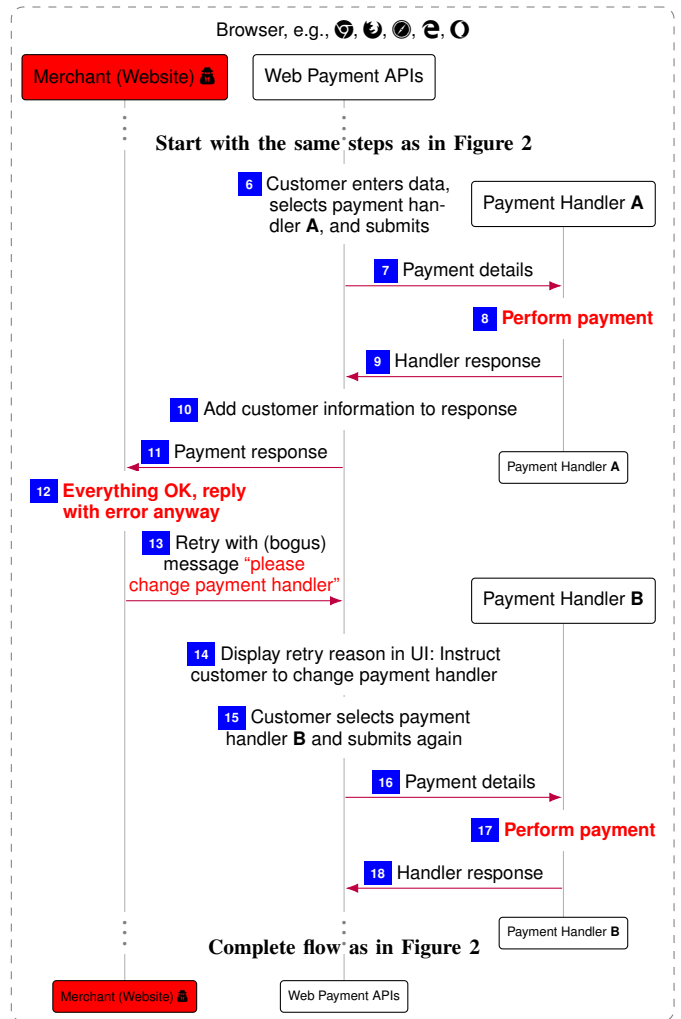 Browser, e.g., , , , ,
Merchant (Website)
Web Payment APIs
Start with the same steps as in Figure 2
6 Customer enters data,
selects payment han-
dler A, and submits
Payment Handler A
7 Payment details
8 Perform payment
9 Handler response
10 Add customer information to response
11 Payment response
Payment Handler A
12 Everything OK, reply
with error anyway
13 Retry with (bogus)
message “please
change payment handler”
Payment Handler B
14 Display retry reason in UI: Instruct
customer to change payment handler
15 Customer selects payment
handler B and submits again
16 Payment details
17 Perform payment
18 Handler response
Payment Handler B
Complete flow as in Figure 2
Merchant (Website)
Web Payment APIs